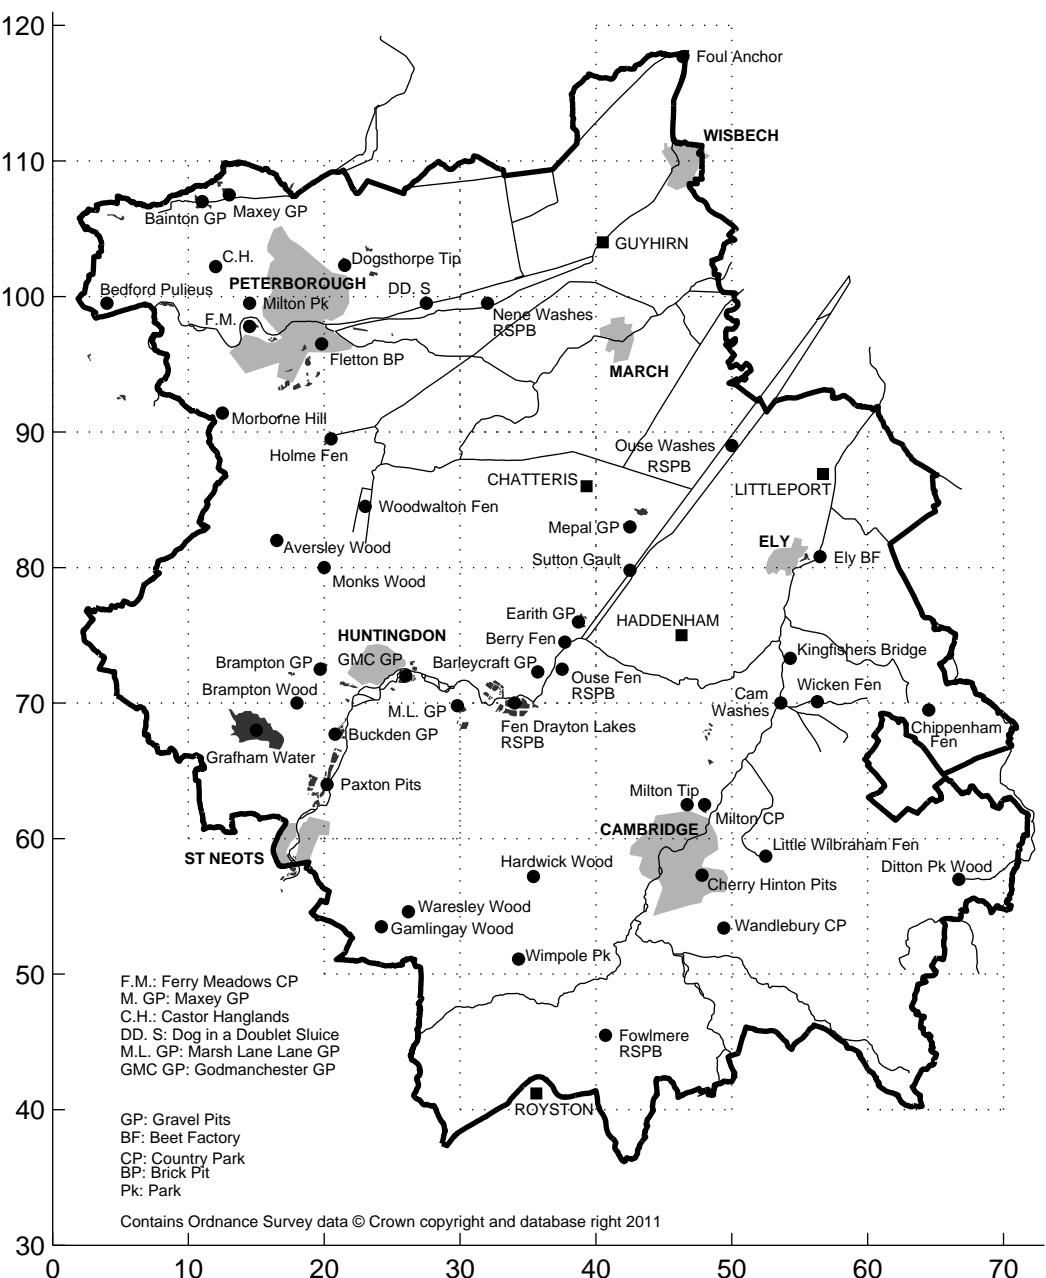 120
Foul Anchor
WISBECH
110
Bainton GP
Maxey GP
C.H.
Dogsthorpe Tip
PETERBOROUGH
GUYHIRN
Bedford Pulieus
Milton Pk
DD. S
100
F.M.
Nene Washes
RSPB
Fletton BP
MARCH
Morborne Hill
90
Holme Fen
Ouse Washes
RSPB
CHATTERIS
LITTLEPORT
Woodwalton Fen
Mepal GP
Aversley Wood
ELY
Sutton Gault
Ely BF
80
Monks Wood
Earith GP
HADDENHAM
HUNTINGDON
Berry Fen
Kingfishers Bridge
Brampton GP
GMC GP
Barleycraft GP
Ouse Fen
RSPB
Brampton Wood
Wicken Fen
Cam
Washes
70
M.L. GP
Fen Drayton Lakes
RSPB
Chippenham
Fen
Buckden GP
Grafham Water
Paxton Pits
Milton Tip
Milton CP
CAMBRIDGE
60
Little Wilbraham Fen
ST NEOTS
Hardwick Wood
Ditton Pk Wood
Cherry Hinton Pits
Waresley Wood
Gamlingay Wood
Wandlebury CP
Wimpole Pk
50
F.M.: Ferry Meadows CP
M. GP: Maxey GP
C.H.: Castor Hanglands
DD. S: Dog in a Doublet Sluice
M.L. GP: Marsh Lane Lane GP
GMC GP: Godmanchester GP
Fowlmere
RSPB
40
ROYSTON
GP: Gravel Pits
BF: Beet Factory
CP: Country Park
BP: Brick Pit
Pk: Park
Contains Ordnance Survey data © Crown copyright and database right 2011
30
0 10 20 30 40 50 60 70